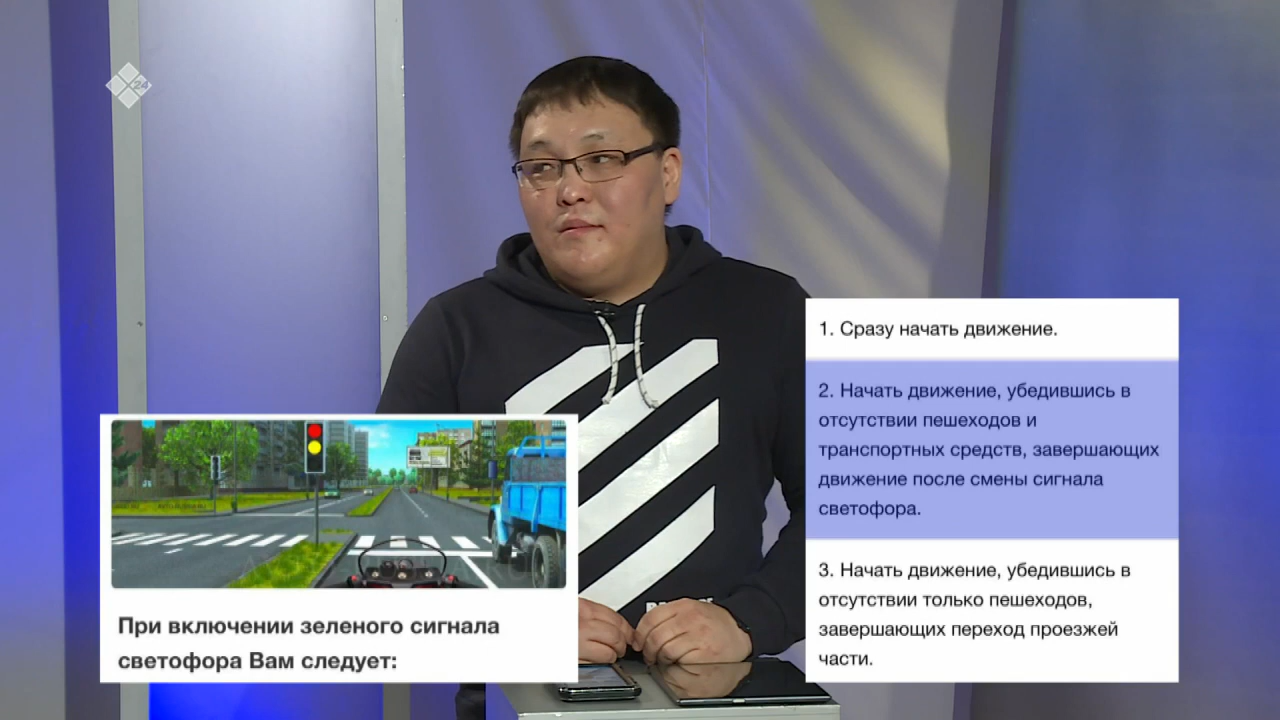 24
При включении зеленого сигнала
светофора Вам следует:
1. Сразу начать движение.
2. Начать движение, убедившись в
отсутствии пешеходов и
транспортных средств, завершающих
движение после смены сигнала
светофора.
3. Начать движение, убедившись в
отсутствии только пешеходов,
завершающих переход проезжей
части.